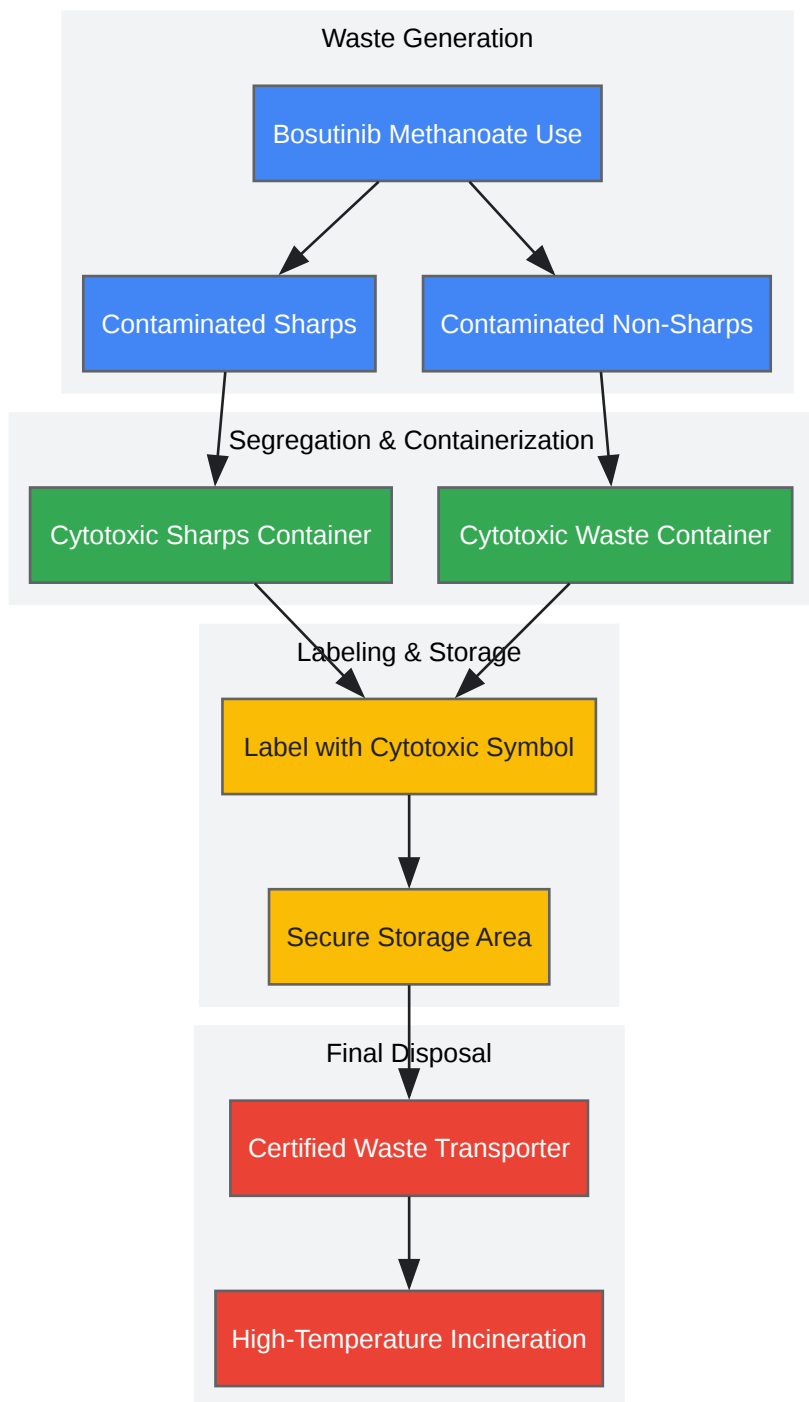 Waste Generation
Bosutinib Methanoate Use
Contaminated Sharps
Contaminated Non-Sharps
Segregation & Containerization
Cytotoxic Sharps Container
Cytotoxic Waste Container
Labeling & Storage
Label with Cytotoxic Symbol
Secure Storage Area
Final Disposal
Certified Waste Transporter
High-Temperature Incineration